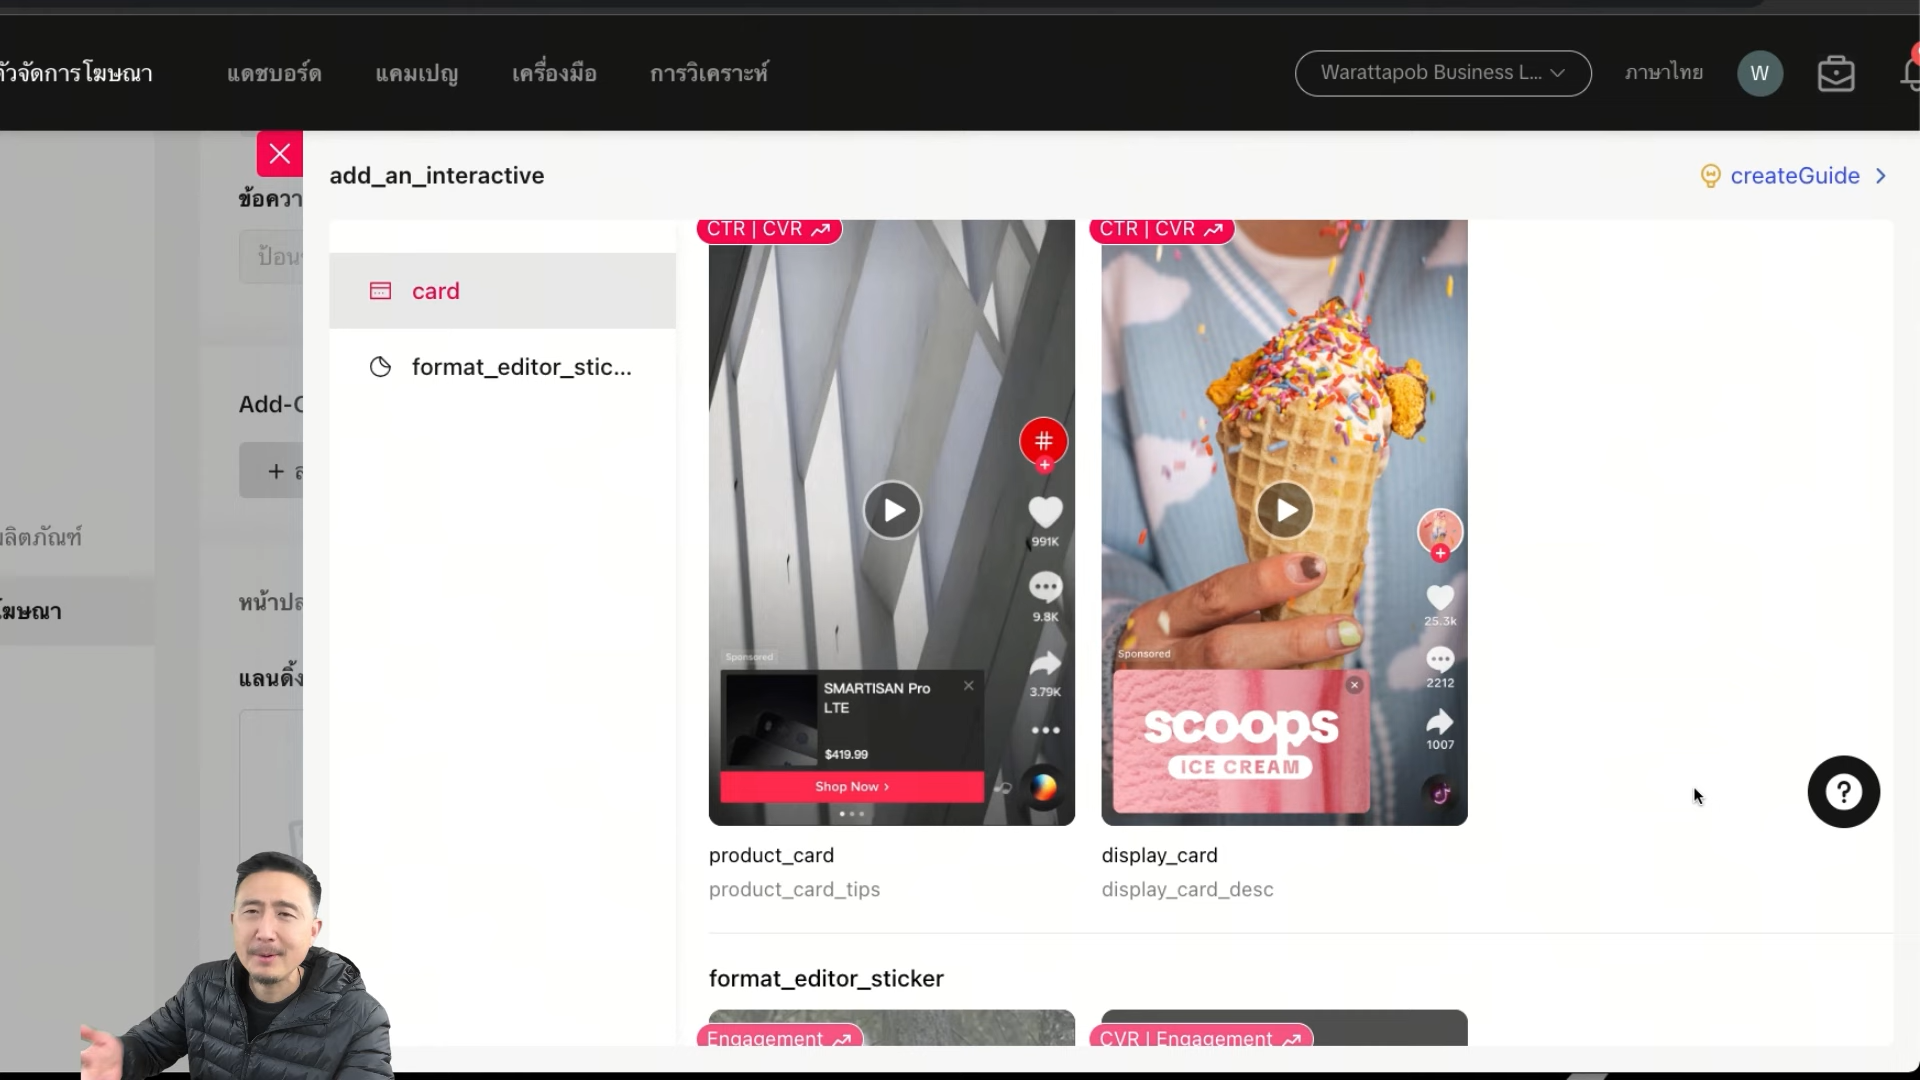 ตัวจัดการโฆษณา
แดชบอร์ด
แคมเปญ
เครื่องมือ
การวิเคราะห์
Warattapob Business L...
ภาษาไทย
W
add_an_interactive
createGuide
ข้อควา
ป้อน
card
format_editor_stic...
Add-O
+ ส
ผลิตภัณฑ์
โฆษณา
หน้าปล
แลนดิ้ง
CTR | CVR
#
991K
9.8K
3.79K
Sponsored
SMARTISAN Pro
LTE
$419.99
Shop Now >
CTR | CVR
25.3k
2212
1007
Sponsored
scoops
ICE CREAM
product_card
product_card_tips
display_card
display_card_desc
?
format_editor_sticker
Engagement
CVR | Engagement